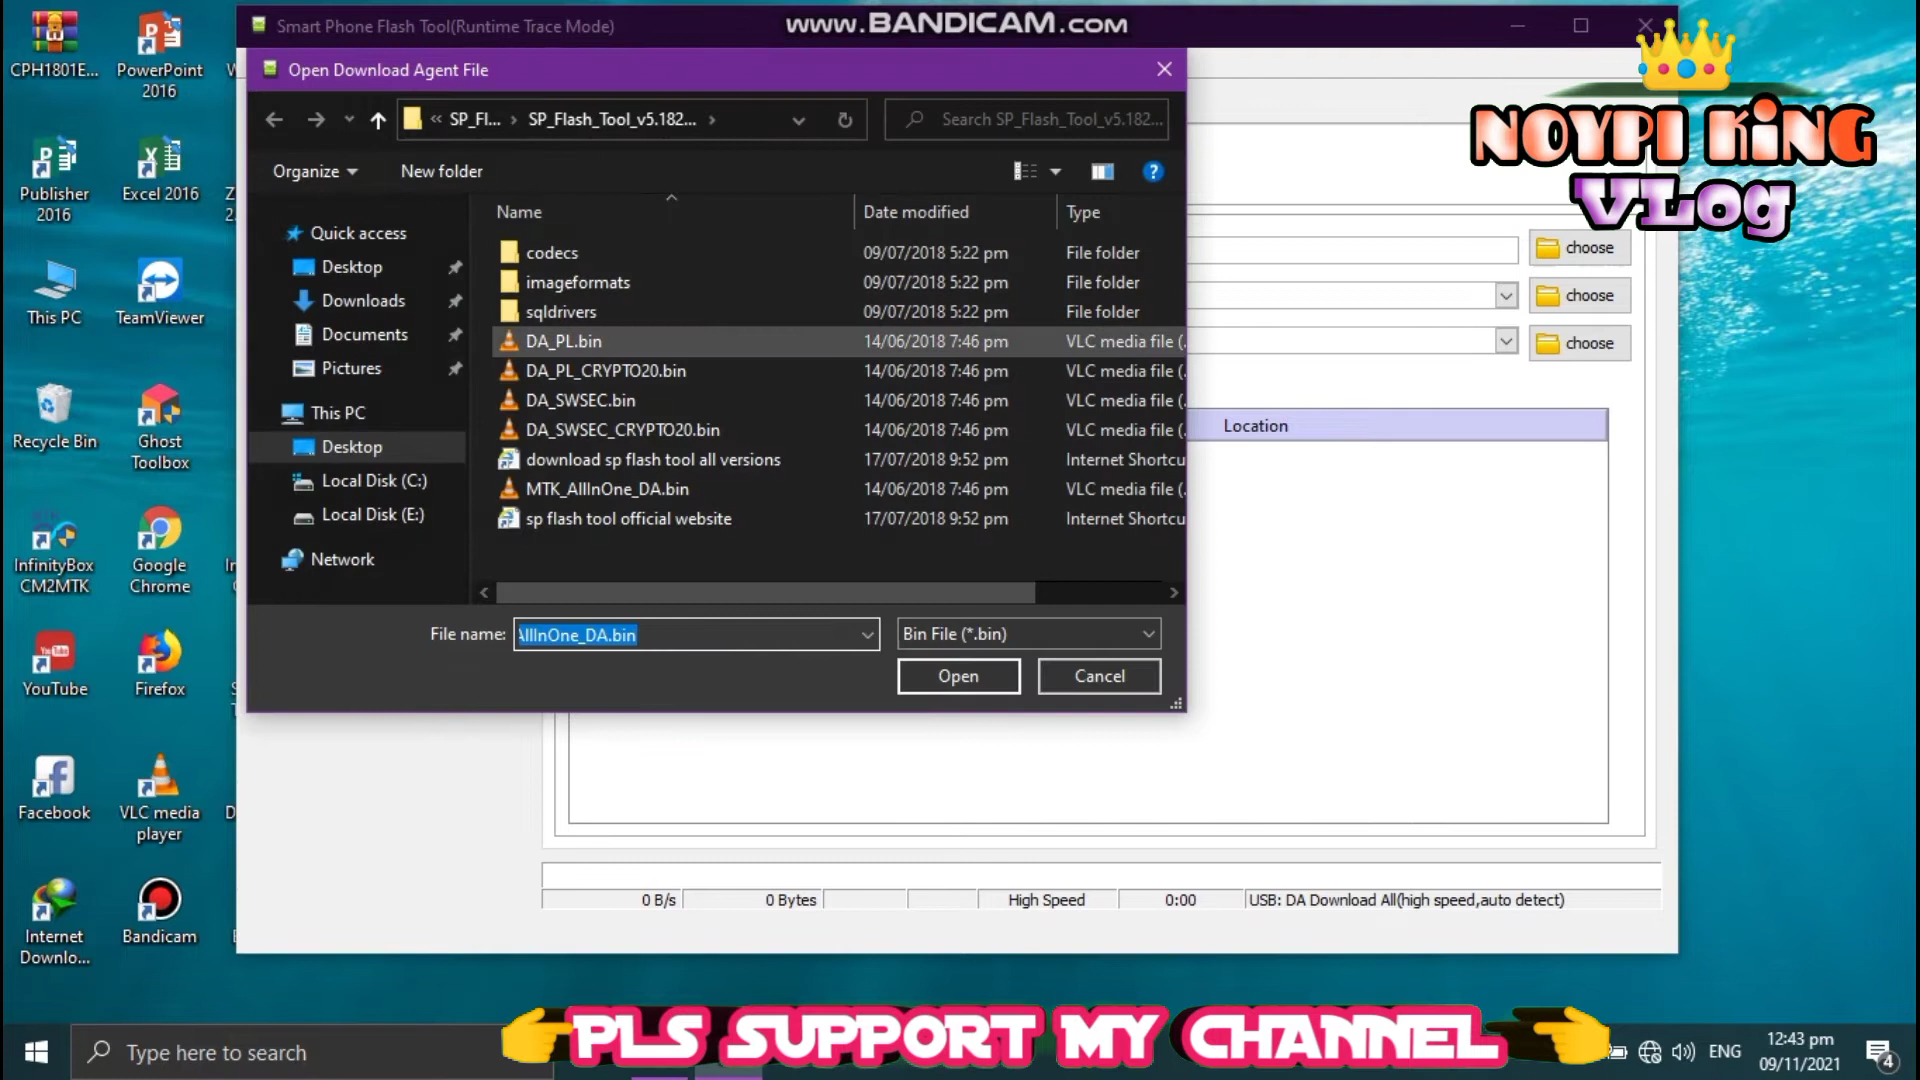 CPH1801E...
PowerPoint
2016
Publisher
2016
Excel 2016
This PC
TeamViewer
Recycle Bin
Ghost
Toolbox
InfinityBox
CM2MTK
Google
Chrome
YouTube
Firefox
Facebook
VLC media
player
Internet
Downlo...
Bandicam
Smart Phone Flash Tool(Runtime Trace Mode)
www.BANDICAM.com
Open Download Agent File
« SP_Fl... › SP_Flash_Tool_v5.182... ›
Search SP_Flash_Tool_v5.182...
Organize
New folder
Name
Date modified
Type
Quick access
Desktop
Downloads
Documents
Pictures
This PC
Desktop
Local Disk (C:)
Local Disk (E:)
Network
codecs 09/07/2018 5:22 pm File folder
imageformats 09/07/2018 5:22 pm File folder
sqldrivers 09/07/2018 5:22 pm File folder
DA_PL.bin 14/06/2018 7:46 pm VLC media file (.
DA_PL_CRYPTO20.bin 14/06/2018 7:46 pm VLC media file (.
DA_SWSEC.bin 14/06/2018 7:46 pm VLC media file (.
DA_SWSEC_CRYPTO20.bin 14/06/2018 7:46 pm VLC media file (.
download sp flash tool all versions 17/07/2018 9:52 pm Internet Shortcu
MTK_AllInOne_DA.bin 14/06/2018 7:46 pm VLC media file (.
sp flash tool official website 17/07/2018 9:52 pm Internet Shortcu
File name: AllInOne_DA.bin
Bin File (*.bin)
Open
Cancel
NOYPI KiNG
VLog
choose
choose
choose
Location
0 B/s
0 Bytes
High Speed
0:00
USB: DA Download All(high speed,auto detect)
PLS SUPPORT MY CHANNEL
Type here to search
ENG
12:43 pm
09/11/2021
4